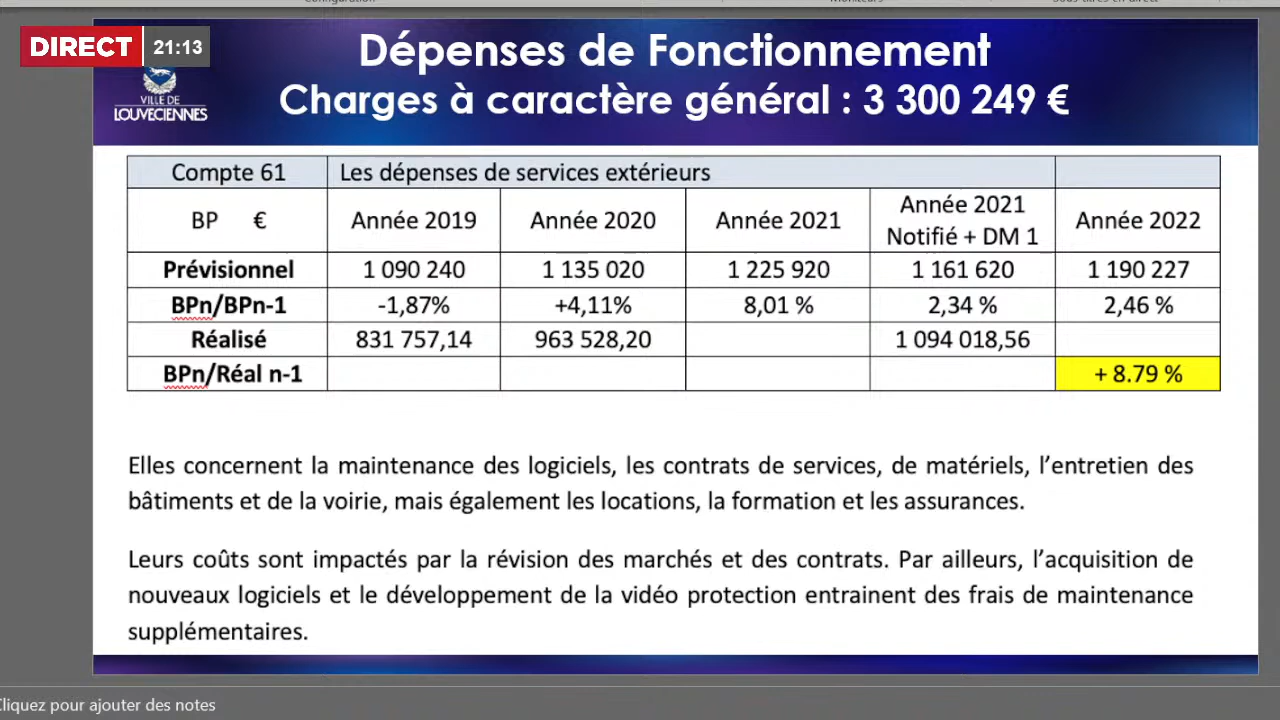 DIRECT 21:13
Dépenses de Fonctionnement
Charges à caractère général : 3 300 249 €
VILLE DE
LOUVECIENNES
Compte 61 Les dépenses de services extérieurs
BP € Année 2019 Année 2020 Année 2021 Année 2021 Notifié + DM 1 Année 2022
Prévisionnel 1 090 240 1 135 020 1 225 920 1 161 620 1 190 227
BPn/BPn-1 -1,87% +4,11% 8,01 % 2,34 % 2,46 %
Réalisé 831 757,14 963 528,20 1 094 018,56
BPn/Réal n-1 + 8.79 %
Elles concernent la maintenance des logiciels, les contrats de services, de matériels, l’entretien des
bâtiments et de la voirie, mais également les locations, la formation et les assurances.
Leurs coûts sont impactés par la révision des marchés et des contrats. Par ailleurs, l’acquisition de
nouveaux logiciels et le développement de la vidéo protection entrainent des frais de maintenance
supplémentaires.
Cliquez pour ajouter des notes